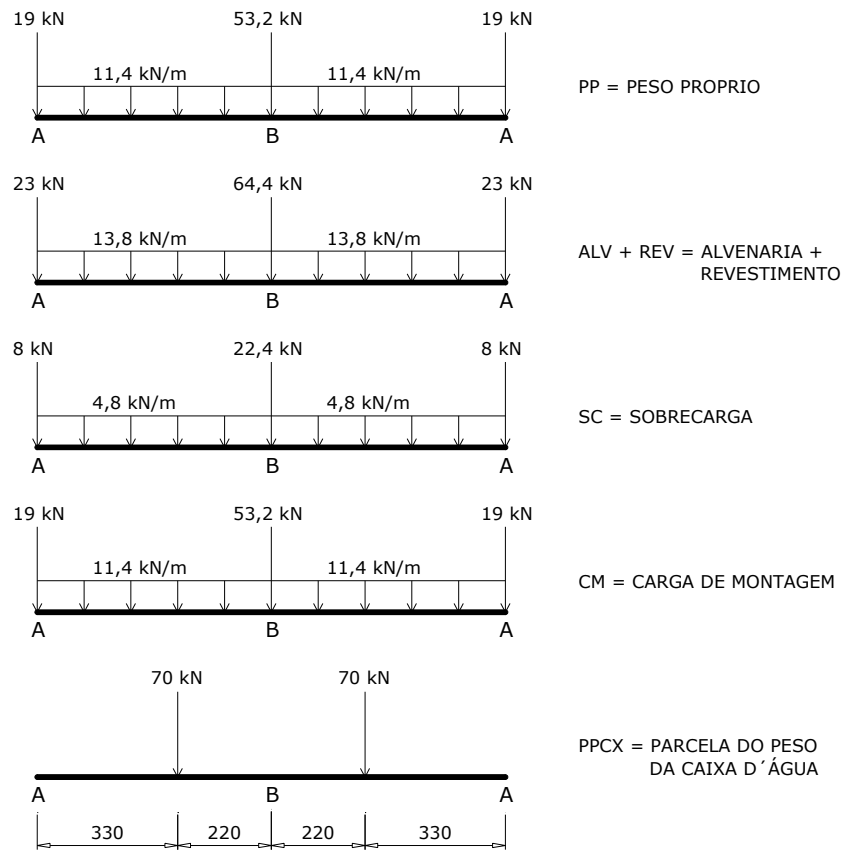 19 kN 53,2 kN 19 kN
11,4 kN/m 11,4 kN/m
PP = PESO PROPRIO
A B A
23 kN 64,4 kN 23 kN
13,8 kN/m 13,8 kN/m
ALV + REV = ALVENARIA +
REVESTIMENTO
A B A
8 kN 22,4 kN 8 kN
4,8 kN/m 4,8 kN/m
SC = SOBRECARGA
A B A
19 kN 53,2 kN 19 kN
11,4 kN/m 11,4 kN/m
CM = CARGA DE MONTAGEM
A B A
70 kN 70 kN
PPCX = PARCELA DO PESO
DA CAIXA D´ÁGUA
A B A
330 220 220 330